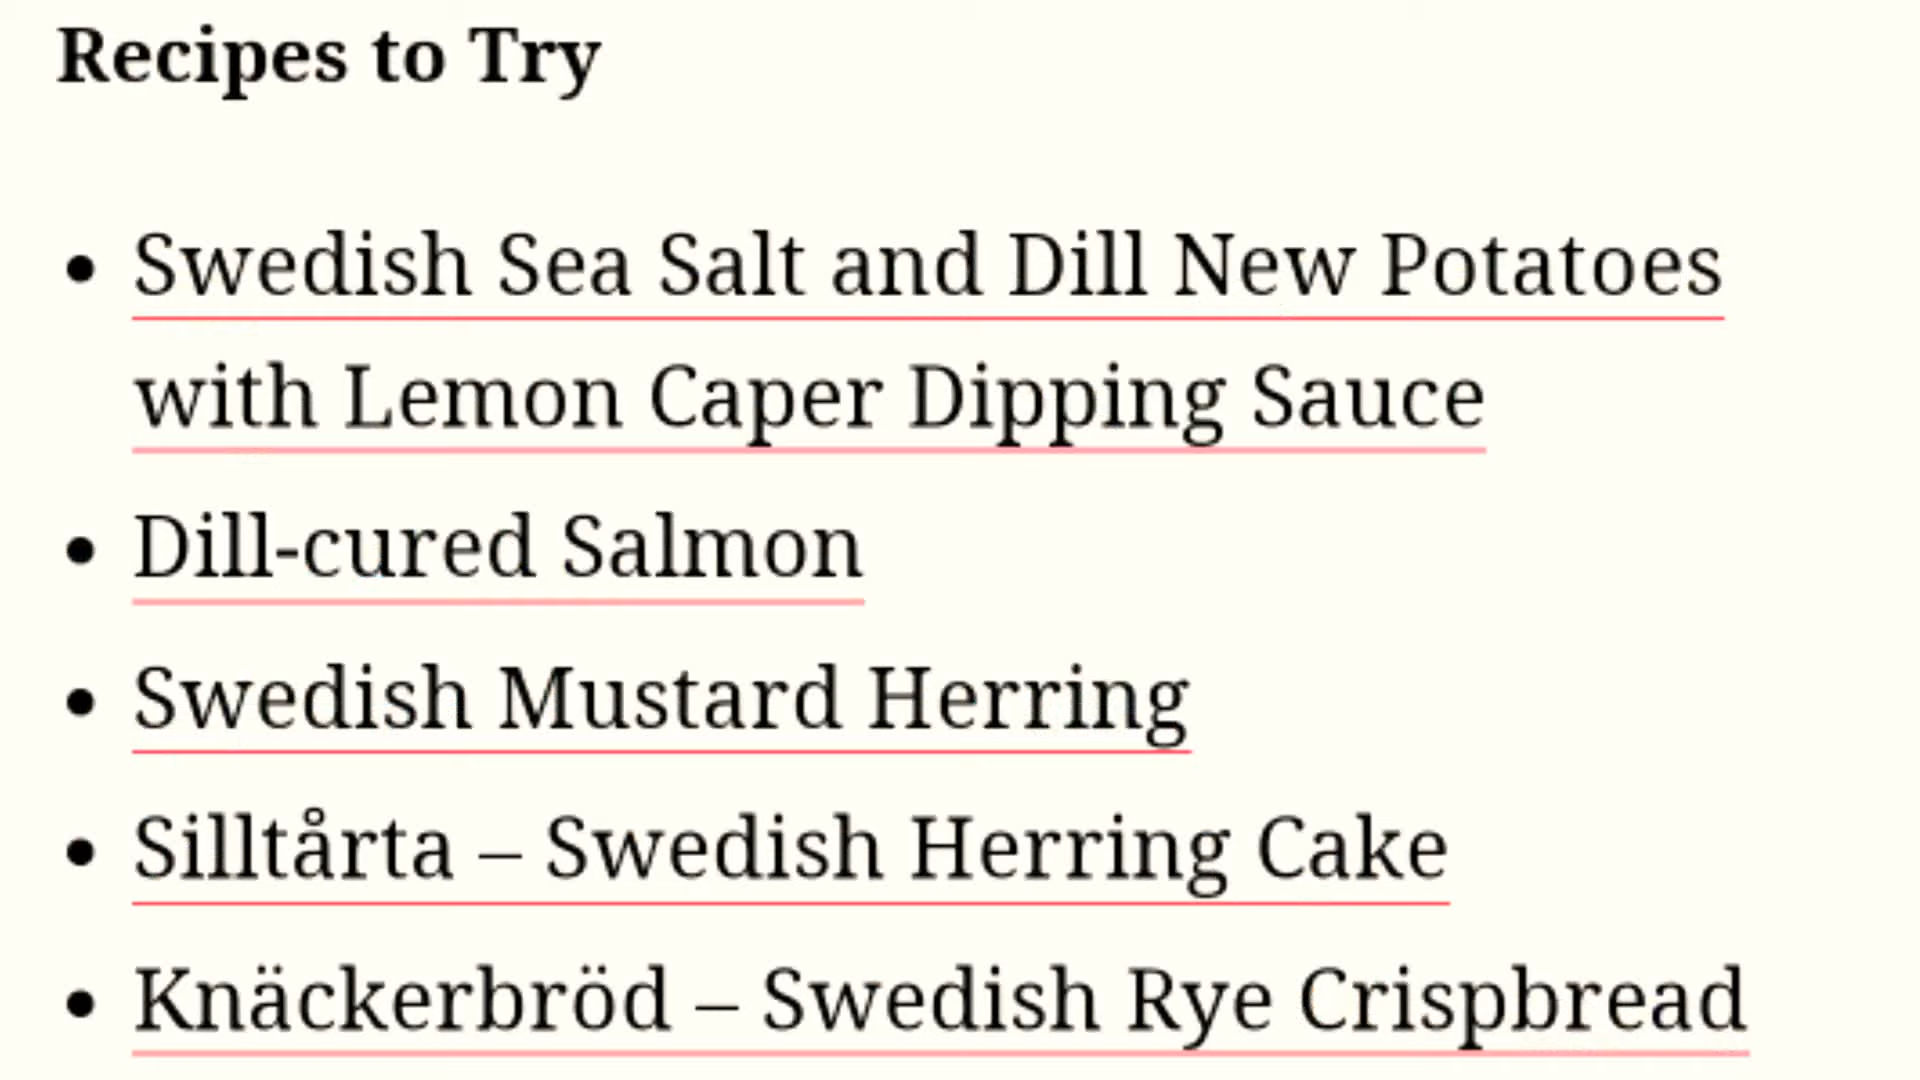 Recipes to Try
Swedish Sea Salt and Dill New Potatoes
with Lemon Caper Dipping Sauce
Dill-cured Salmon
Swedish Mustard Herring
Silltårta – Swedish Herring Cake
Knäckerbröd – Swedish Rye Crispbread